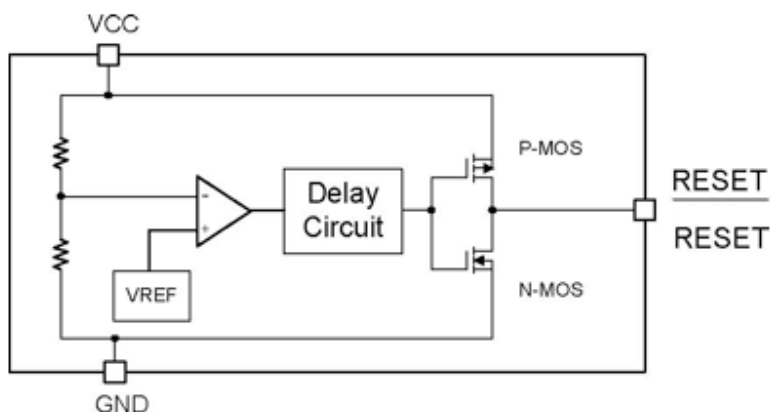 VCC
P-MOS
RESET
RESET
-
Delay
Circuit
+
VREF
N-MOS
GND